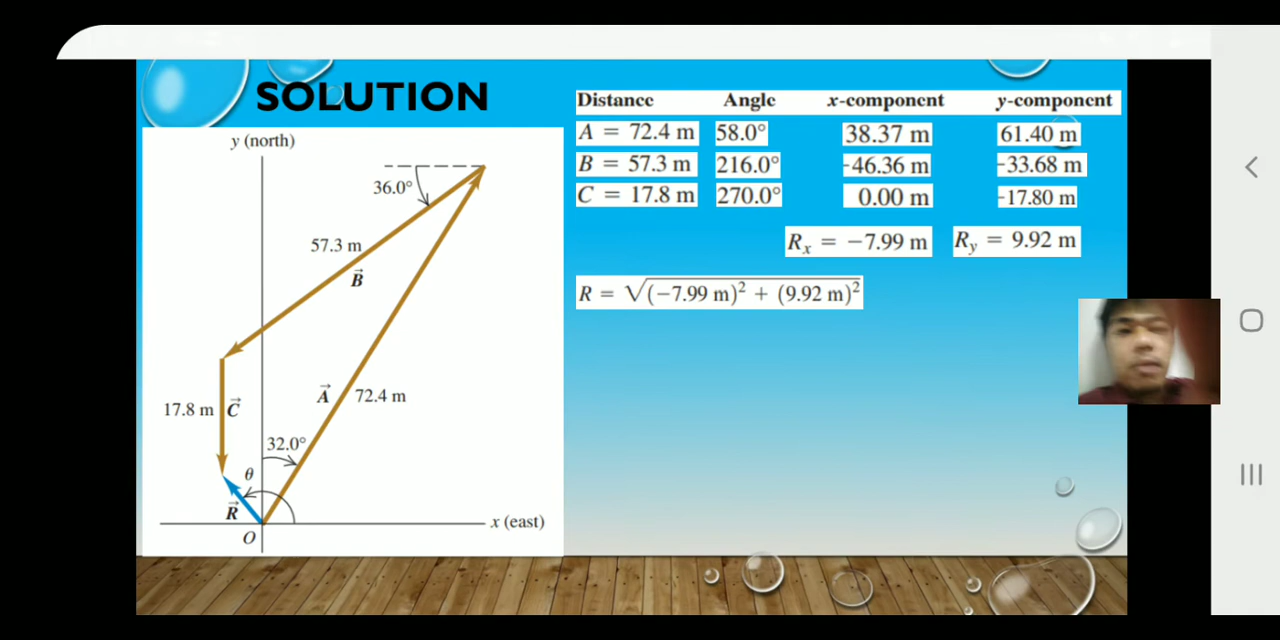 SOLUTION
y (north)
36.0°
57.3 m
B
A
72.4 m
17.8 m
C
32.0°
θ
R
O
x (east)
Distance Angle x-component y-component
A = 72.4 m 58.0° 38.37 m 61.40 m
B = 57.3 m 216.0° -46.36 m -33.68 m
C = 17.8 m 270.0° 0.00 m -17.80 m
Rx = −7.99 m Ry = 9.92 m
R = √(−7.99 m)² + (9.92 m)²